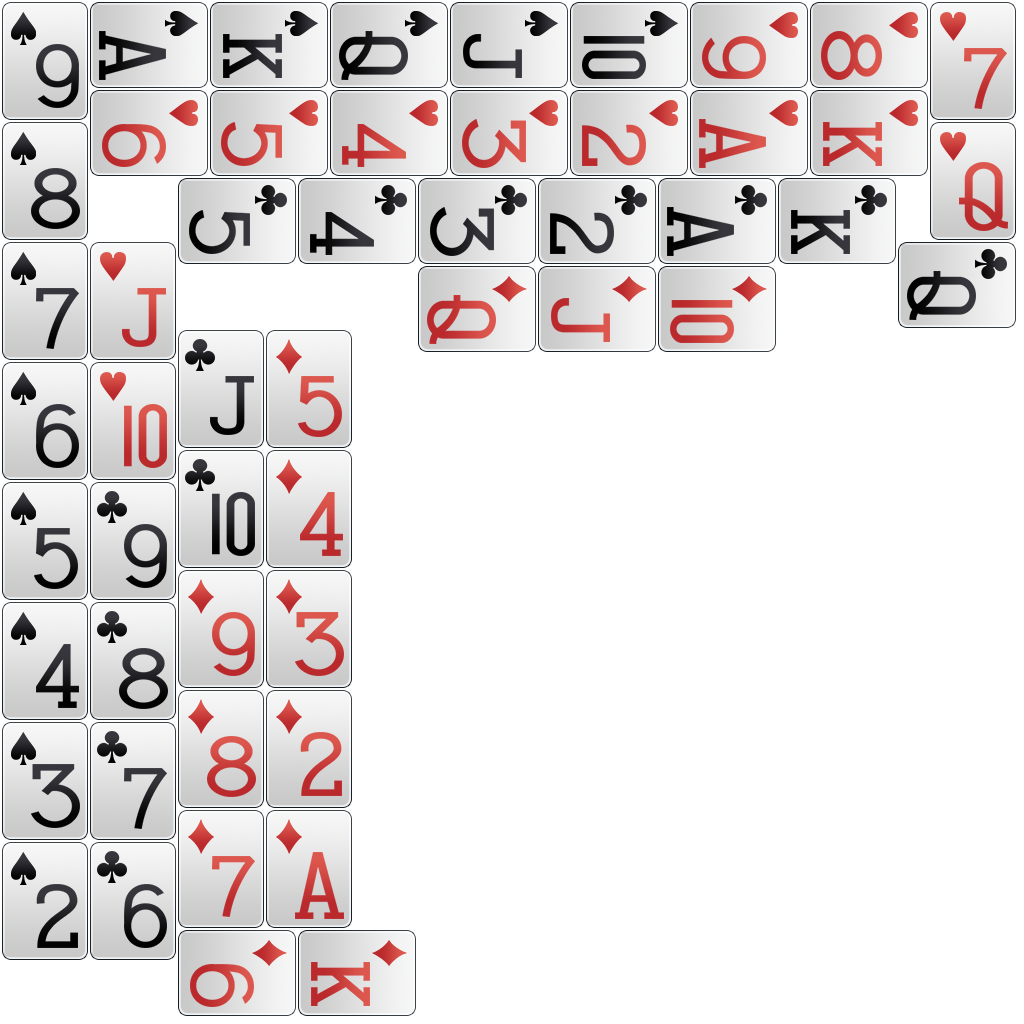 9 A K Q J 10 9 8 7
6 5 4 3 2 A K
8 Q
5 4 3 2 A K
7 J Q
Q J 10
J 5
6 10
10 4
5 9
9 3
4 8
8 2
3 7
7 A
2 6
6 K